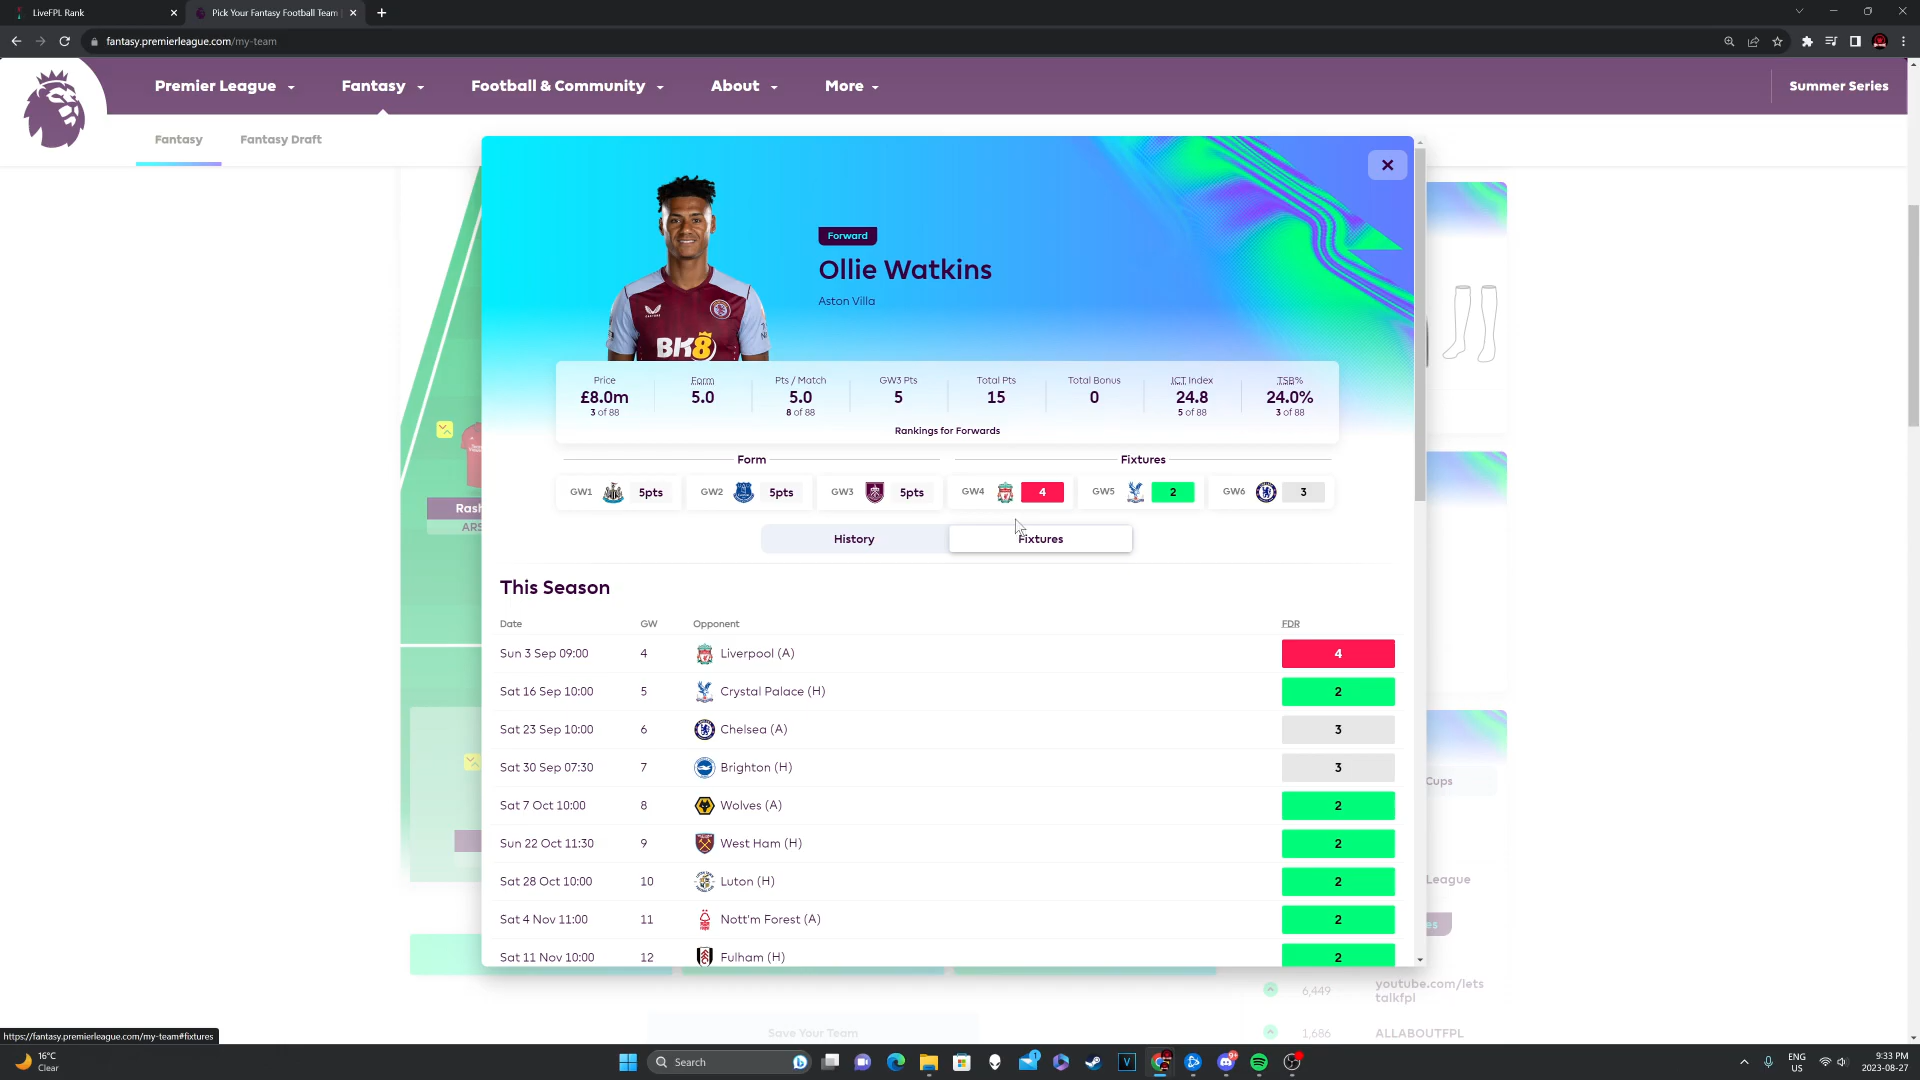 LiveFPL Rank
Pick Your Fantasy Football Team
fantasy.premierleague.com/my-team
Premier League
Fantasy
Football & Community
About
More
Summer Series
Fantasy
Fantasy Draft
Forward
Ollie Watkins
Aston Villa
BK8
Price Form Pts / Match GW3 Pts Total Pts Total Bonus ICT Index TSB%
£8.0m 5.0 5.0 5 15 0 24.8 24.0%
3 of 88 8 of 88 5 of 88 3 of 88
Rankings for Forwards
Form Fixtures
GW1 5pts GW2 5pts GW3 5pts GW4 4 GW5 2 GW6 3
Rash
ARS
History Fixtures
This Season
Date GW Opponent FDR
Sun 3 Sep 09:00 4 Liverpool (A) 4
Sat 16 Sep 10:00 5 Crystal Palace (H) 2
Sat 23 Sep 10:00 6 Chelsea (A) 3
Sat 30 Sep 07:30 7 Brighton (H) 3
Cups
Sat 7 Oct 10:00 8 Wolves (A) 2
Sun 22 Oct 11:30 9 West Ham (H) 2
Sat 28 Oct 10:00 10 Luton (H) 2
League
Sat 4 Nov 11:00 11 Nott'm Forest (A) 2
es
Sat 11 Nov 10:00 12 Fulham (H) 2
6,449 youtube.com/lets
talkfpl
Save Your Team
1,686 ALLABOUTFPL
https://fantasy.premierleague.com/my-team#fixtures
16°C
Clear
Search
ENG
US
9:33 PM
2023-08-27